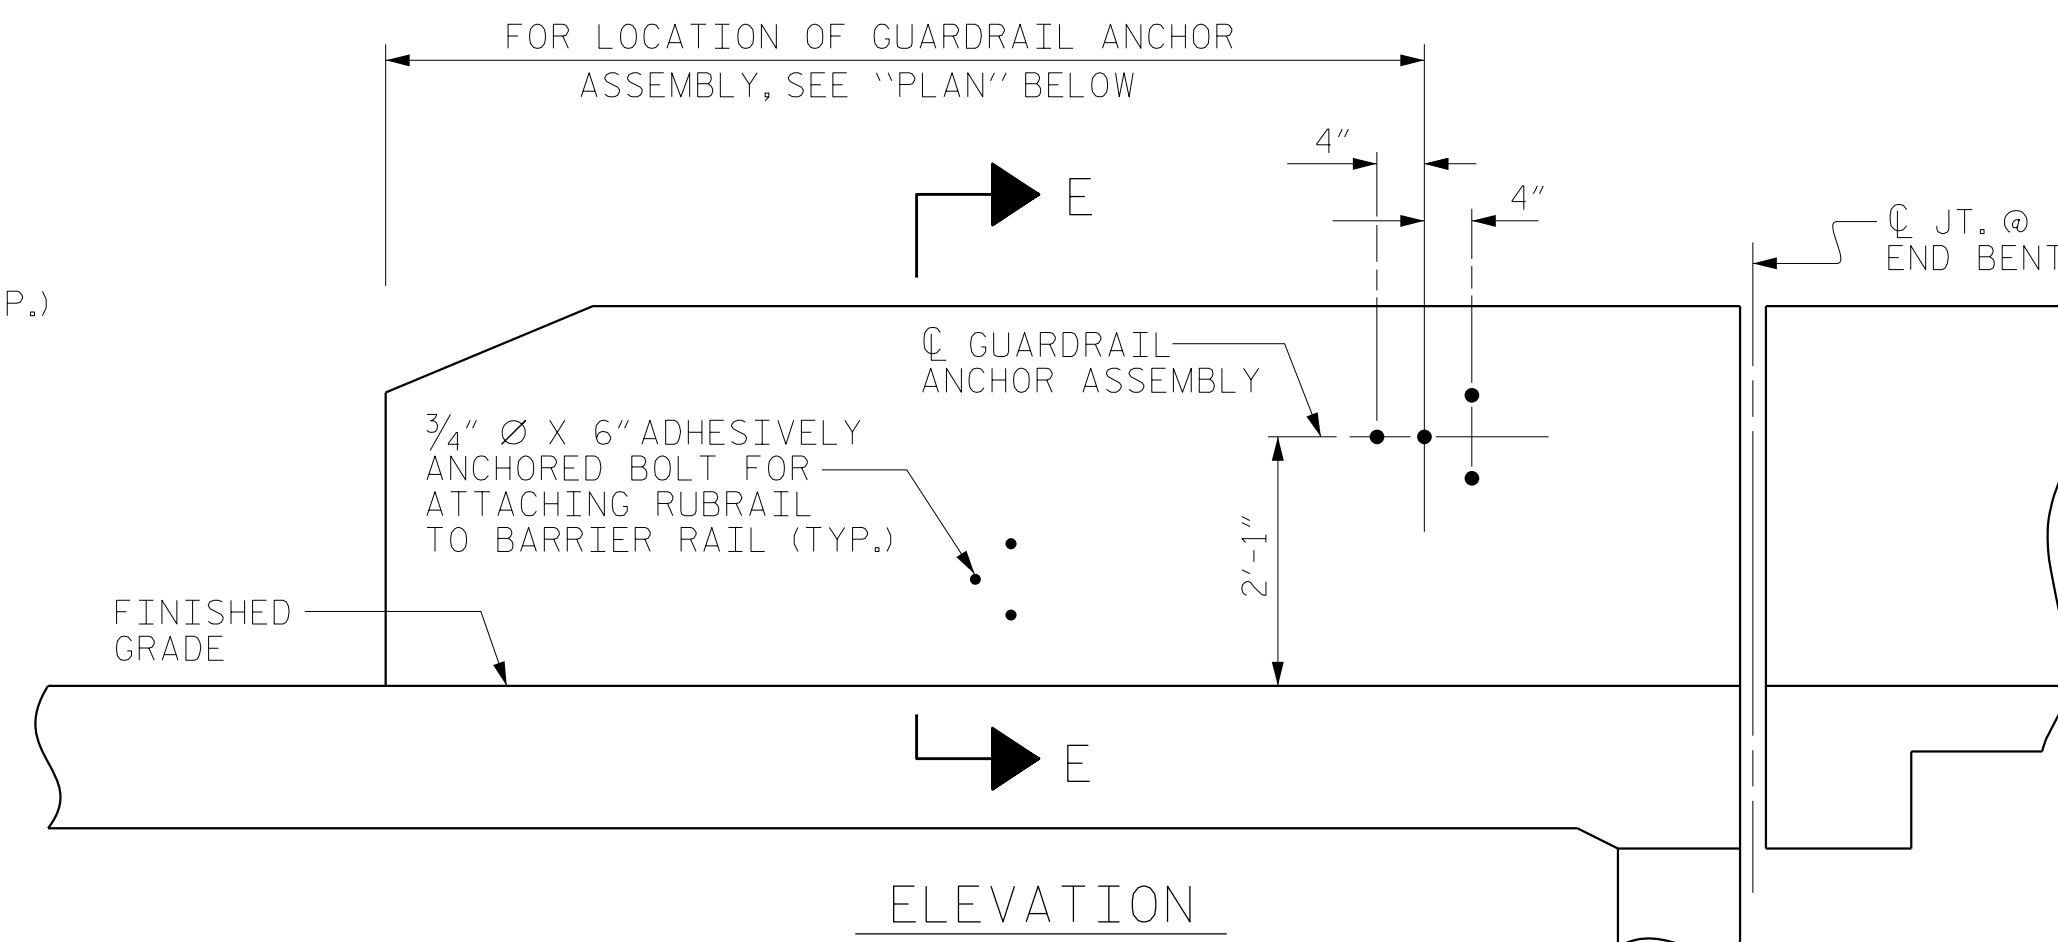 FOR LOCATION OF GUARDRAIL ANCHOR
ASSEMBLY, SEE ‵‵PLAN″ BELOW
4″
E
4″
℄ JT. @
END BENT
P.)
℄ GUARDRAIL
ANCHOR ASSEMBLY
¾″ Ø X 6″ ADHESIVELY
ANCHORED BOLT FOR
ATTACHING RUBRAIL
TO BARRIER RAIL (TYP.)
2′-1″
FINISHED
GRADE
E
ELEVATION